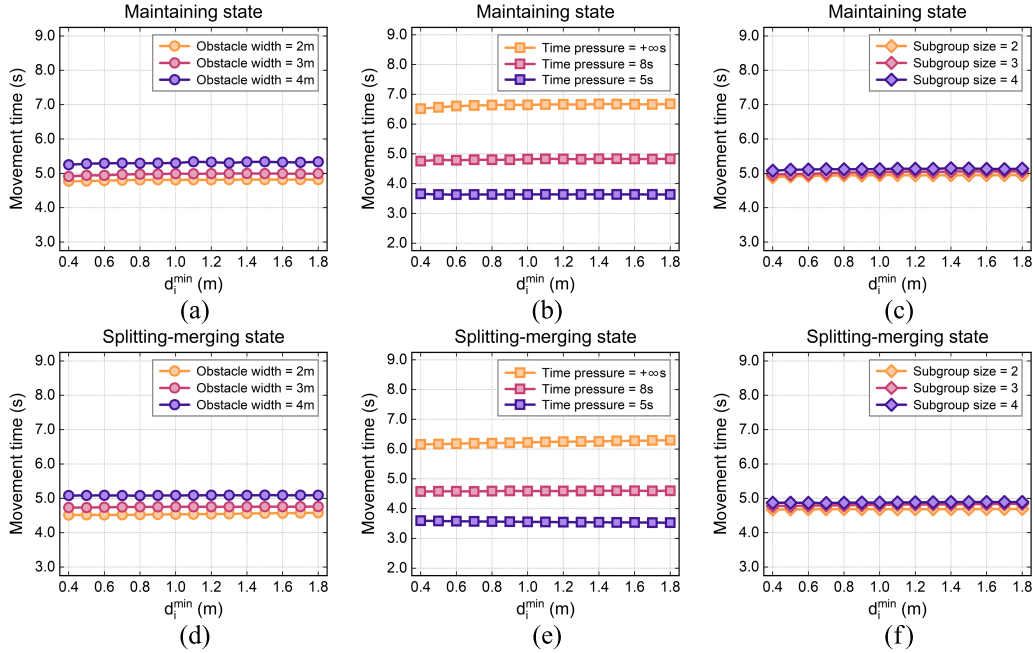 Maintaining state
Movement time (s)
9.0
8.0
7.0
6.0
5.0
4.0
3.0
Obstacle width = 2m
Obstacle width = 3m
Obstacle width = 4m
0.4 0.6 0.8 1.0 1.2 1.4 1.6 1.8
d_i^min (m)
(a)
Maintaining state
Movement time (s)
9.0
8.0
7.0
6.0
5.0
4.0
3.0
2.0
Time pressure = +∞s
Time pressure = 8s
Time pressure = 5s
0.4 0.6 0.8 1.0 1.2 1.4 1.6 1.8
d_i^min (m)
(b)
Maintaining state
Movement time (s)
9.0
8.0
7.0
6.0
5.0
4.0
3.0
Subgroup size = 2
Subgroup size = 3
Subgroup size = 4
0.4 0.6 0.8 1.0 1.2 1.4 1.6 1.8
d_i^min (m)
(c)
Splitting-merging state
Movement time (s)
9.0
8.0
7.0
6.0
5.0
4.0
3.0
Obstacle width = 2m
Obstacle width = 3m
Obstacle width = 4m
0.4 0.6 0.8 1.0 1.2 1.4 1.6 1.8
d_i^min (m)
(d)
Splitting-merging state
Movement time (s)
9.0
8.0
7.0
6.0
5.0
4.0
3.0
2.0
Time pressure = +∞s
Time pressure = 8s
Time pressure = 5s
0.4 0.6 0.8 1.0 1.2 1.4 1.6 1.8
d_i^min (m)
(e)
Splitting-merging state
Movement time (s)
9.0
8.0
7.0
6.0
5.0
4.0
3.0
Subgroup size = 2
Subgroup size = 3
Subgroup size = 4
0.4 0.6 0.8 1.0 1.2 1.4 1.6 1.8
d_i^min (m)
(f)